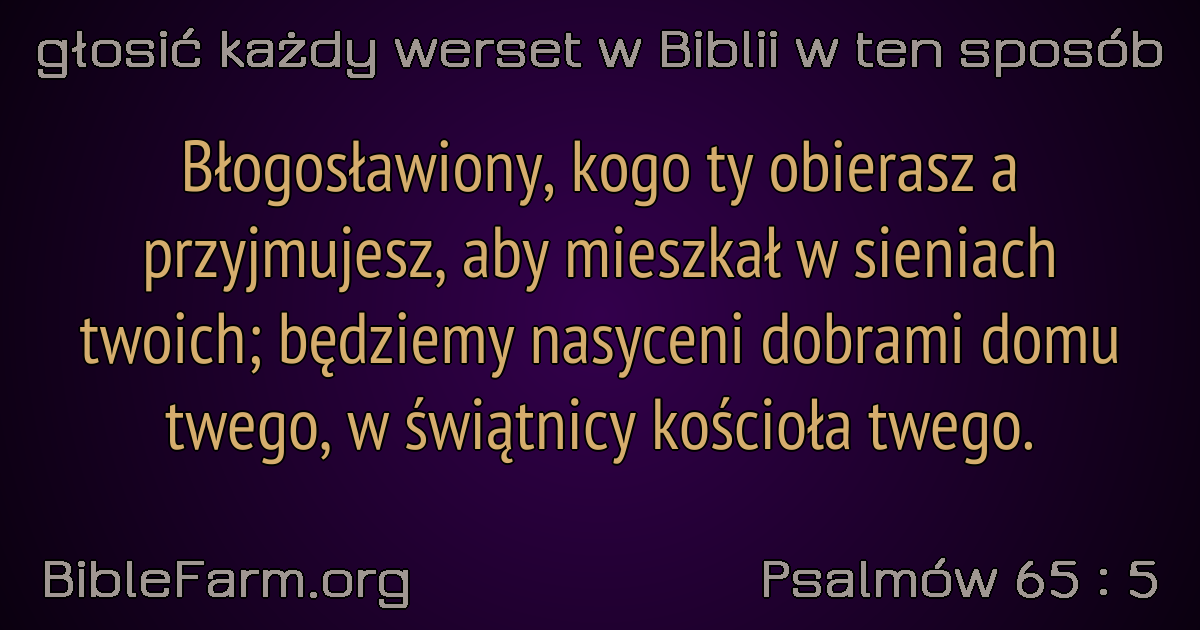 głosić każdy werset w Biblii w ten sposób
Błogosławiony, kogo ty obierasz a
przyjmujesz, aby mieszkał w sieniach
twoich; będziemy nasyceni dobrami domu
twego, w świątnicy kościoła twego.
BibleFarm.org
Psalmów 65 : 5